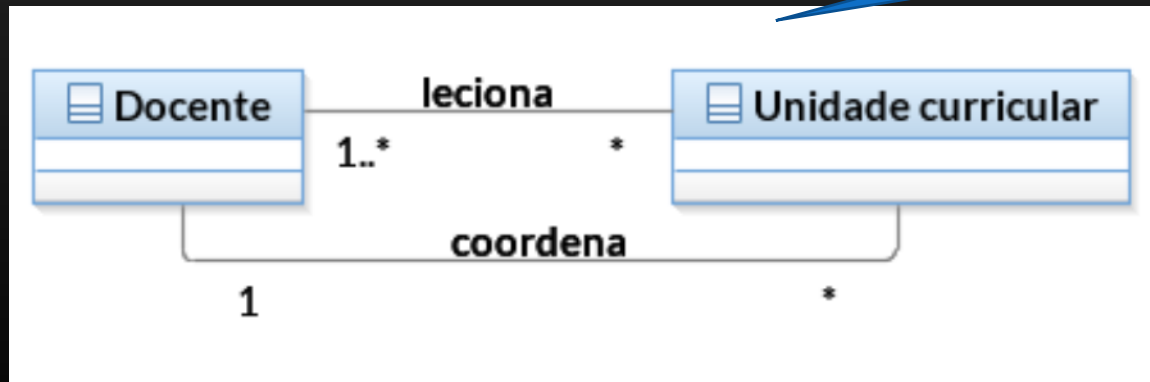 leciona
Docente
Unidade curricular
1..*
*
coordena
1
*